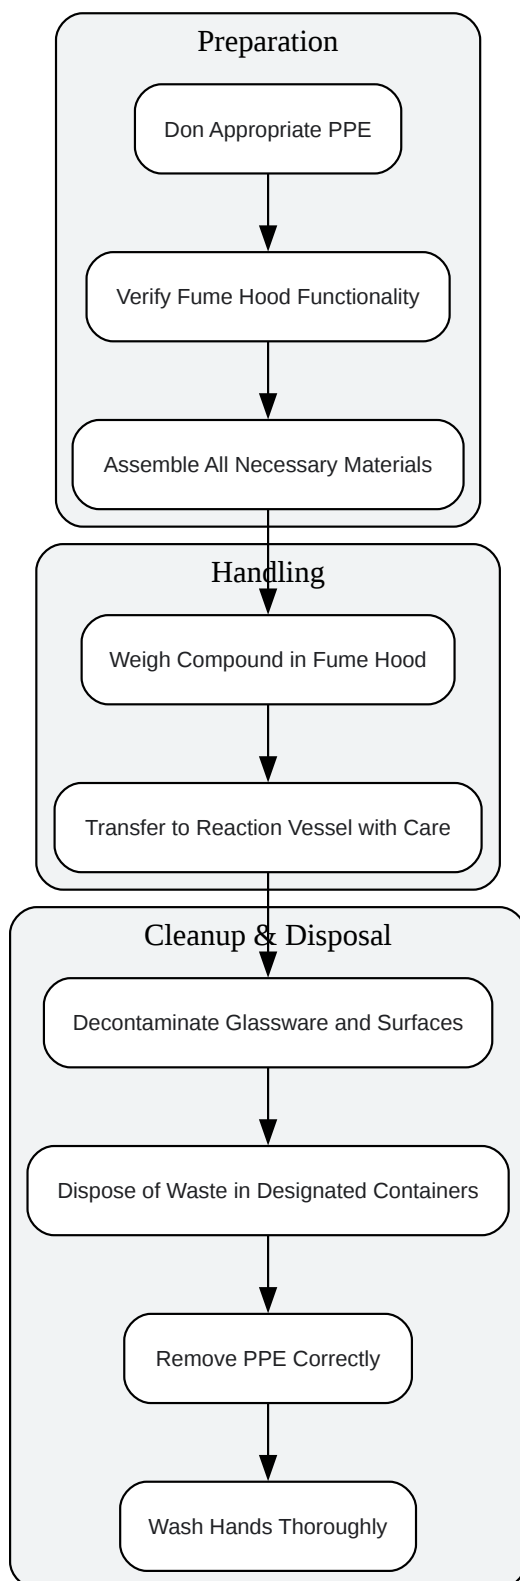 Preparation
Don Appropriate PPE
Verify Fume Hood Functionality
Assemble All Necessary Materials
Handling
Weigh Compound in Fume Hood
Transfer to Reaction Vessel with Care
Cleanup & Disposal
Decontaminate Glassware and Surfaces
Dispose of Waste in Designated Containers
Remove PPE Correctly
Wash Hands Thoroughly